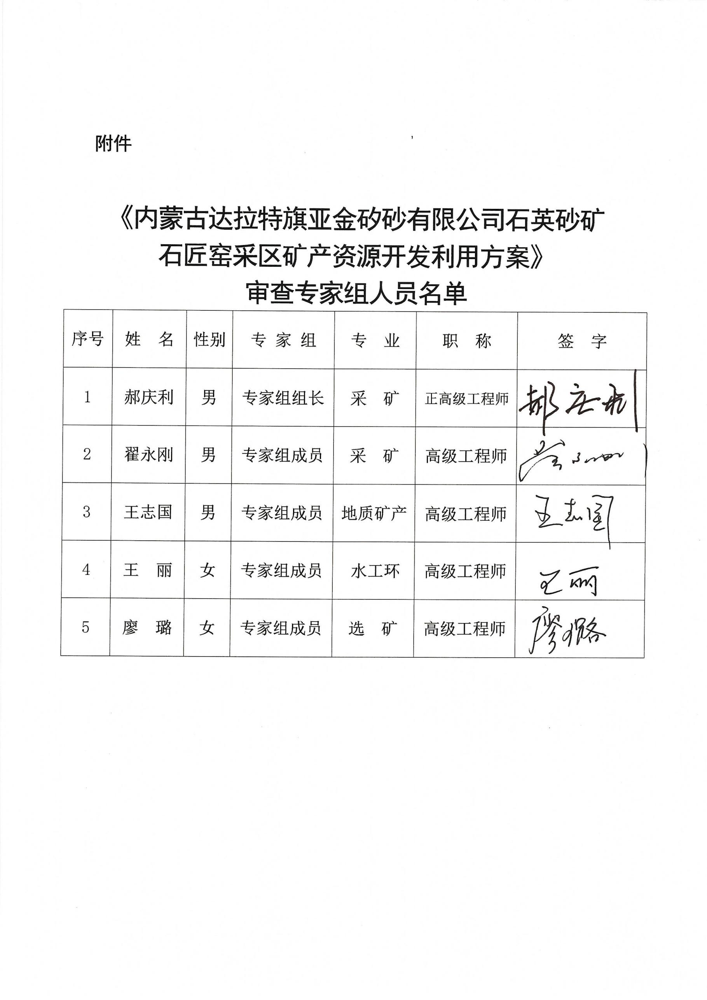 附件
《内蒙古达拉特旗亚金矽砂有限公司石英砂矿
石匠窑采区矿产资源开发利用方案》
审查专家组人员名单
序号 姓 名 性别 专 家 组 专 业 职 称 签 字
1 郝庆利 男 专家组组长 采 矿 正高级工程师 郝庆利
2 翟永刚 男 专家组成员 采 矿 高级工程师
3 王志国 男 专家组成员 地质矿产 高级工程师 王志国
4 王 丽 女 专家组成员 水工环 高级工程师 王丽
5 廖 璐 女 专家组成员 选 矿 高级工程师 廖璐